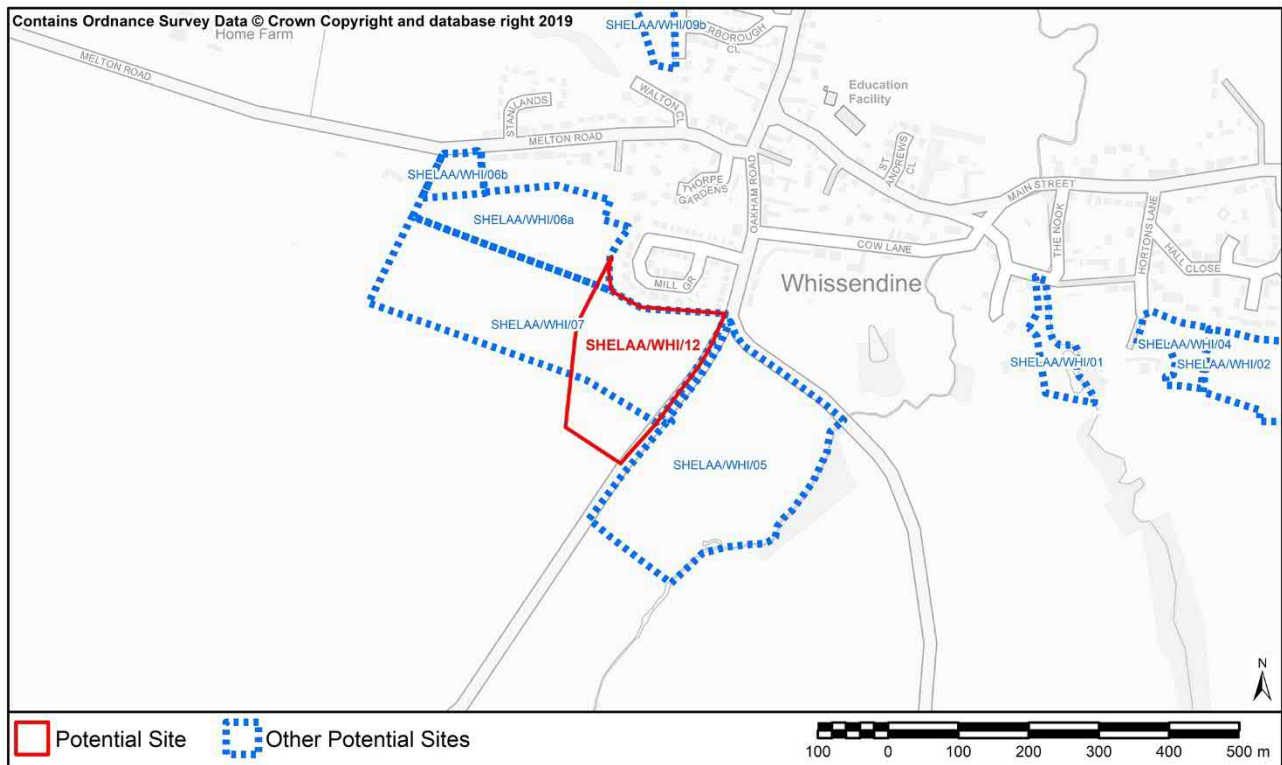 Contains Ordnance Survey Data © Crown Copyright and database right 2019
Home Farm
SHELAA/WHI/09b
RBOROUGH
CL
MELTON ROAD
STANILANDS
WALTON CL
Education
Facility
MELTON ROAD
ST
ANDREWS
CL
SHELAA/WHI/06b
THORPE
GARDENS
OAKHAM ROAD
MAIN STREET
THE NOOK
HORTONS LANE
HALL CLOSE
SHELAA/WHI/06a
COW LANE
MILL GR
Whissendine
SHELAA/WHI/07
SHELAA/WHI/12
SHELAA/WHI/04
SHELAA/WHI/01
SHELAA/WHI/02
SHELAA/WHI/05
N
Potential Site
Other Potential Sites
100 0 100 200 300 400 500 m